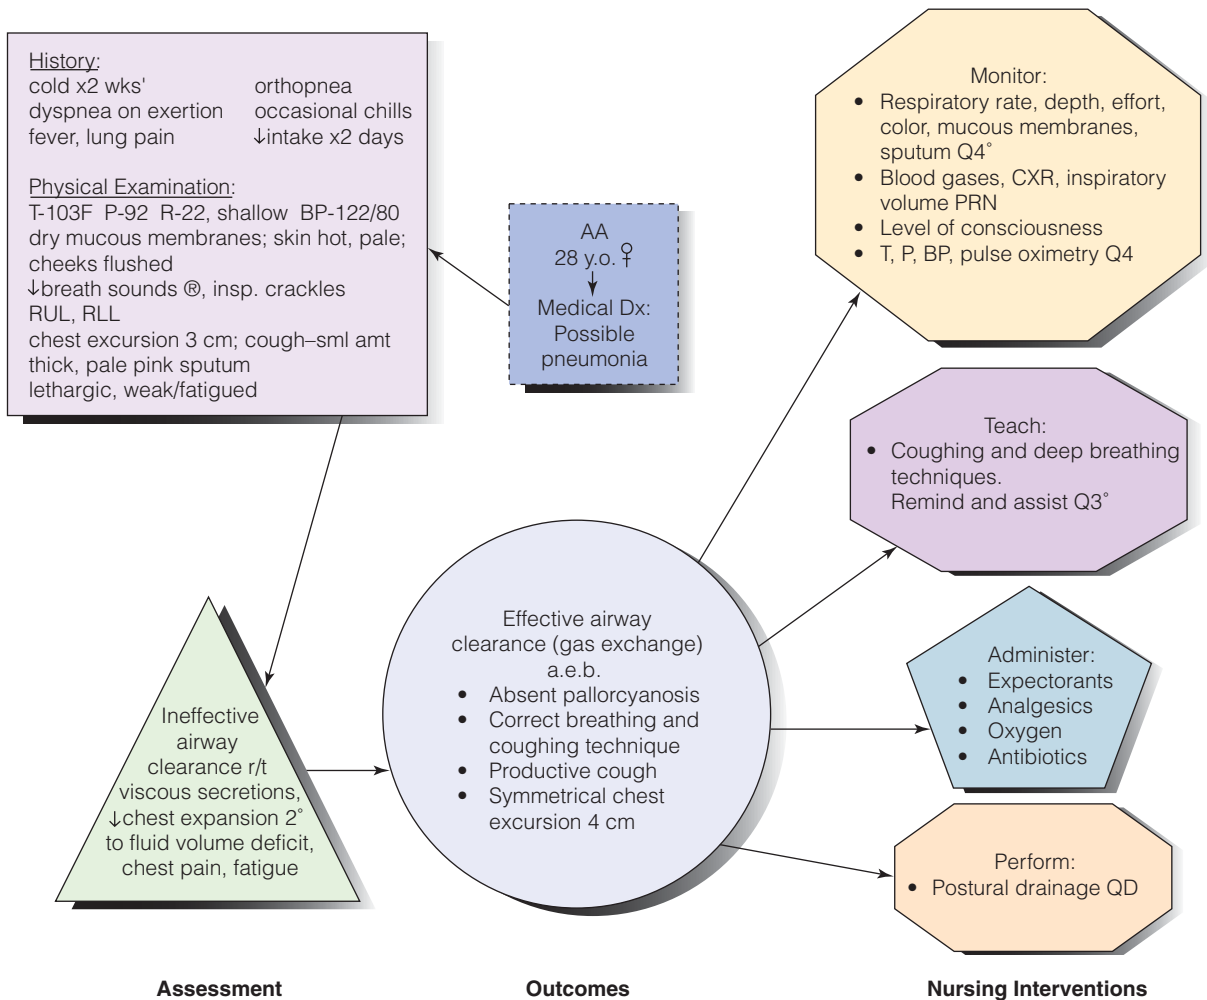 History:
cold x2 wks' orthopnea
dyspnea on exertion occasional chills
fever, lung pain ↓intake x2 days
Physical Examination:
T-103F P-92 R-22, shallow BP-122/80
dry mucous membranes; skin hot, pale;
cheeks flushed
↓breath sounds ®, insp. crackles
RUL, RLL
chest excursion 3 cm; cough–sml amt
thick, pale pink sputum
lethargic, weak/fatigued
AA
28 y.o. ♀
Medical Dx:
Possible
pneumonia
Ineffective
airway
clearance r/t
viscous secretions,
↓chest expansion 2°
to fluid volume deficit,
chest pain, fatigue
Effective airway
clearance (gas exchange)
a.e.b.
• Absent pallorcyanosis
• Correct breathing and
coughing technique
• Productive cough
• Symmetrical chest
excursion 4 cm
Monitor:
• Respiratory rate, depth, effort,
color, mucous membranes,
sputum Q4°
• Blood gases, CXR, inspiratory
volume PRN
• Level of consciousness
• T, P, BP, pulse oximetry Q4
Teach:
• Coughing and deep breathing
techniques.
Remind and assist Q3°
Administer:
• Expectorants
• Analgesics
• Oxygen
• Antibiotics
Perform:
• Postural drainage QD
Assessment Outcomes Nursing Interventions